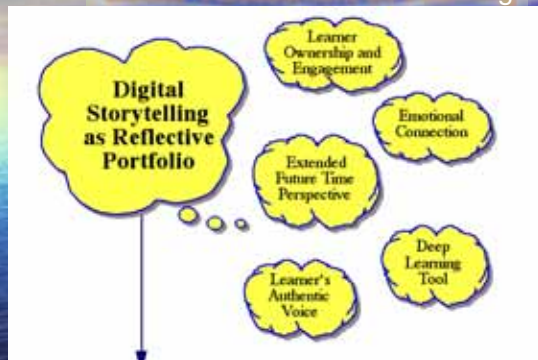 Digital
Storytelling
as Reflective
Portfolio
Learner
Ownership and
Engagement
Emotional
Connection
Extended
Future Time
Perspective
Deep
Learning
Tool
Learner's
Authentic
Voice